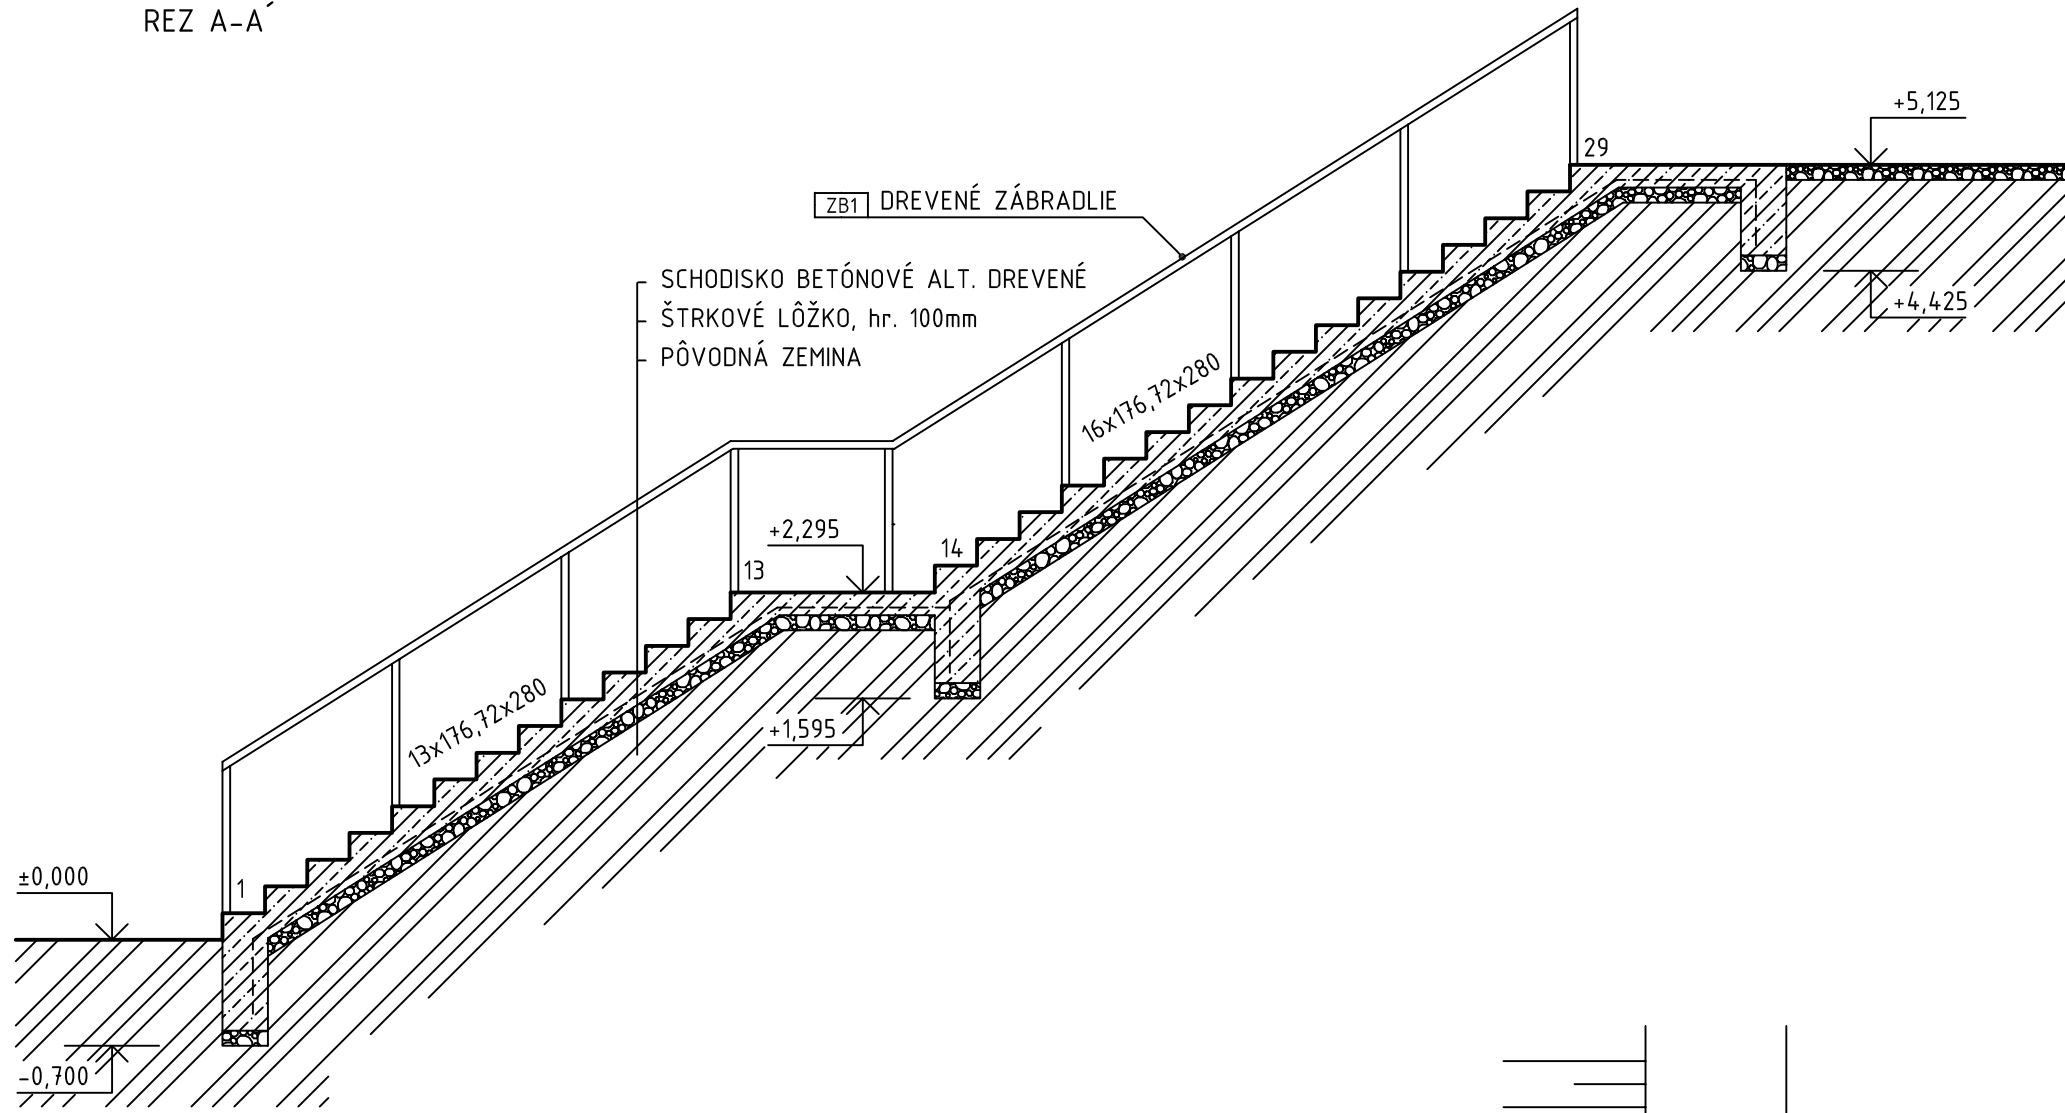 REZ A-A´
+5,125
29
ZB1 DREVENÉ ZÁBRADLIE
SCHODISKO BETÓNOVÉ ALT. DREVENÉ
+4,425
ŠTRKOVÉ LÔŽKO, hr. 100mm
PÔVODNÁ ZEMINA
16x176,72x280
+2,295
14
13
13x176,72x280
+1,595
±0,000
1
-0,700